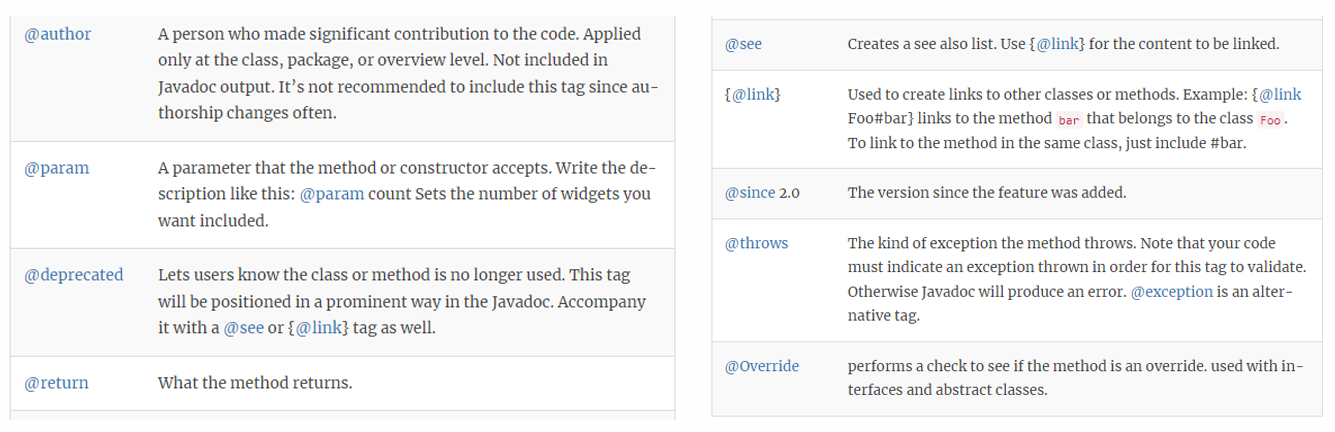 @author
A person who made significant contribution to the code. Applied
only at the class, package, or overview level. Not included in
Javadoc output. It’s not recommended to include this tag since au-
thorship changes often.
@param
A parameter that the method or constructor accepts. Write the de-
scription like this: @param count Sets the number of widgets you
want included.
@deprecated
Lets users know the class or method is no longer used. This tag
will be positioned in a prominent way in the Javadoc. Accompany
it with a @see or {@link} tag as well.
@return
What the method returns.
@see
Creates a see also list. Use {@link} for the content to be linked.
{@link}
Used to create links to other classes or methods. Example: {@link
Foo#bar} links to the method bar that belongs to the class Foo.
To link to the method in the same class, just include #bar.
@since 2.0
The version since the feature was added.
@throws
The kind of exception the method throws. Note that your code
must indicate an exception thrown in order for this tag to validate.
Otherwise Javadoc will produce an error. @exception is an alter-
native tag.
@Override
performs a check to see if the method is an override. used with in-
terfaces and abstract classes.